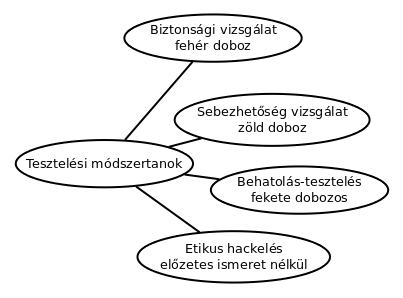 Biztonsági vizsgálat
fehér doboz
Sebezhetőség vizsgálat
zöld doboz
Tesztelési módszertanok
Behatolás-tesztelés
fekete dobozos
Etikus hackelés
előzetes ismeret nélkül